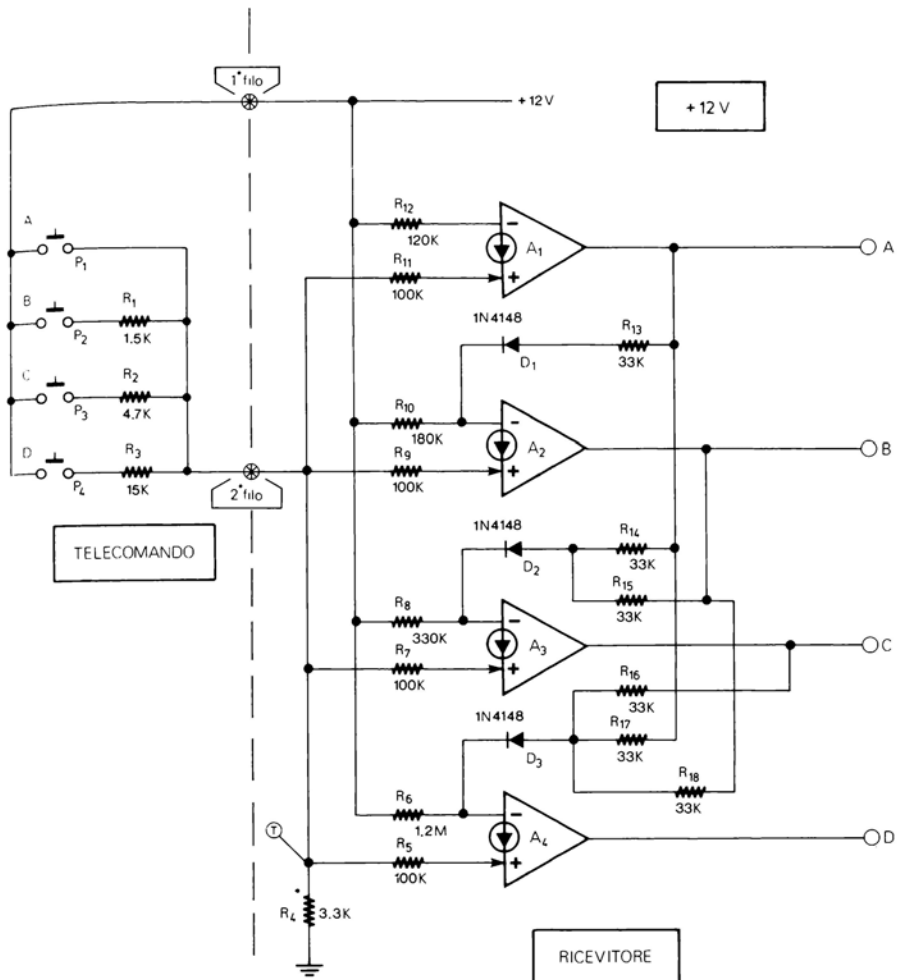 1° filo
+ 12 V
+ 12 V
A
P1
B
P2
R1
1.5K
C
P3
R2
4.7K
D
P4
R3
15K
2° filo
TELECOMANDO
R12
120K
R11
100K
A1
A
1N4148
D1
R13
33K
R10
180K
R9
100K
A2
B
1N4148
D2
R14
33K
R15
33K
R8
330K
R7
100K
A3
C
R16
33K
1N4148
D3
R17
33K
R18
33K
R6
1,2M
R5
100K
A4
D
T
R4
3.3K
RICEVITORE